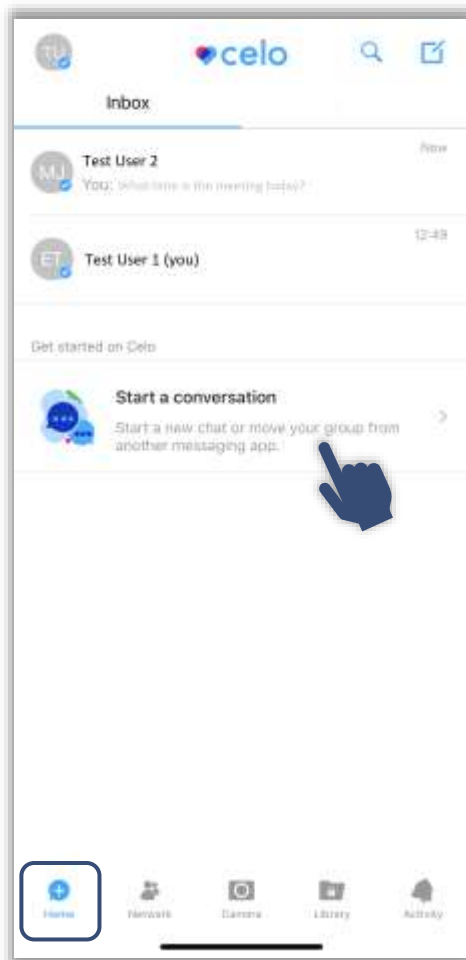 TU
celo
Inbox
MJ
Test User 2
Now
You: What time is the meeting today?
ET
Test User 1 (you)
12:49
Get started on Celo
Start a conversation
Start a new chat or move your group from
another messaging app.
Home
Network
Camera
Library
Activity